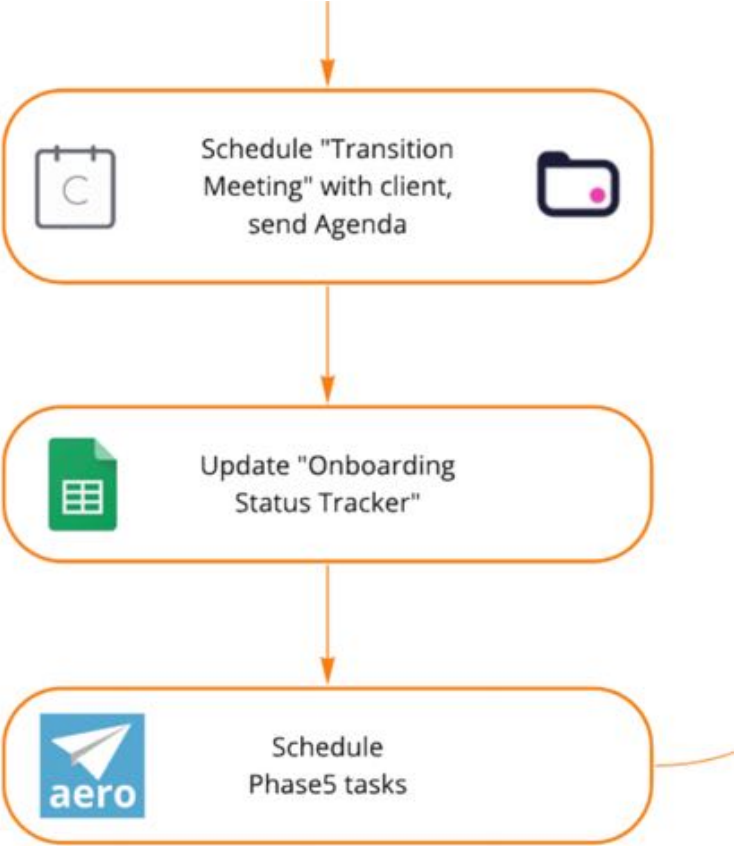 Schedule "Transition
Meeting" with client,
send Agenda
C
Update "Onboarding
Status Tracker"
Schedule
Phase5 tasks
aero